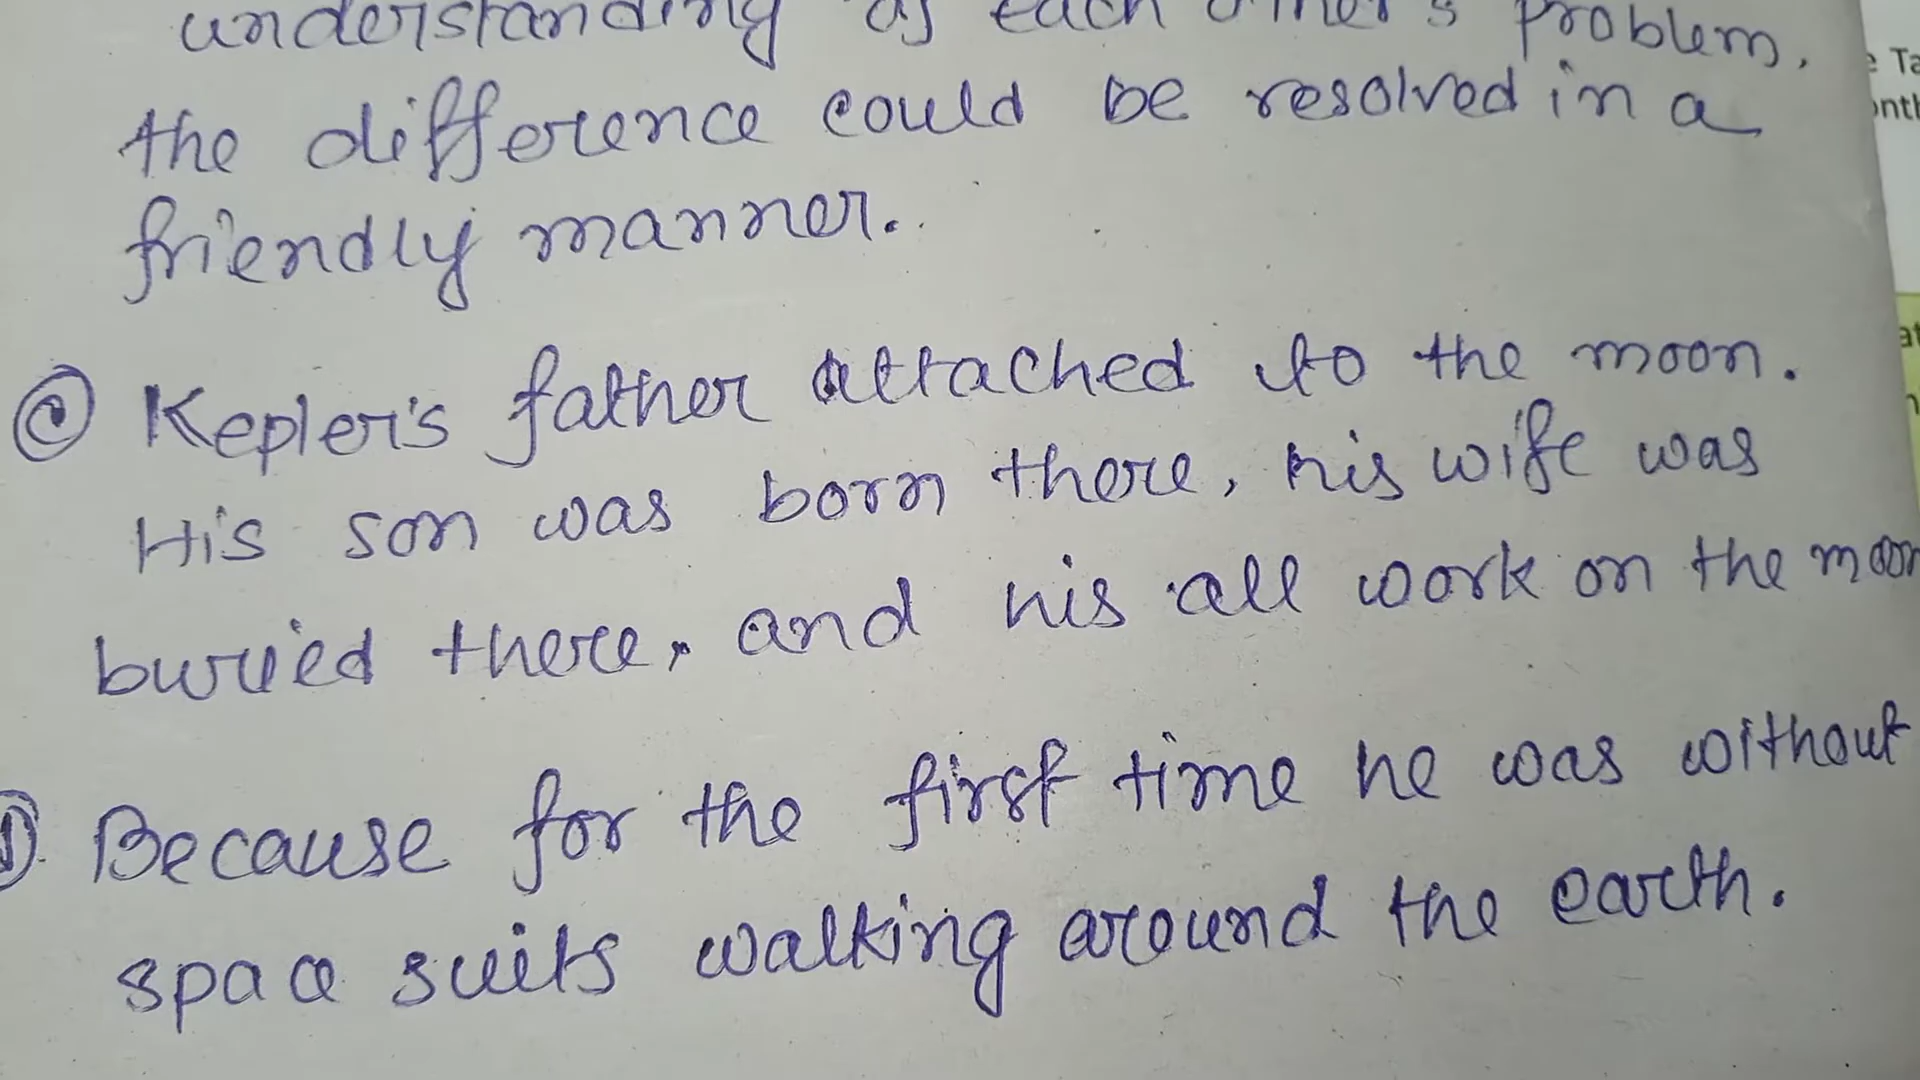 understanding of each other's problem,
the difference could be resolved in a
friendly manner.
(c) Kepler's father attached to the moon.
His son was born there, his wife was
buried there, and his all work on the moon
Because for the first time he was without
space suits walking around the earth.